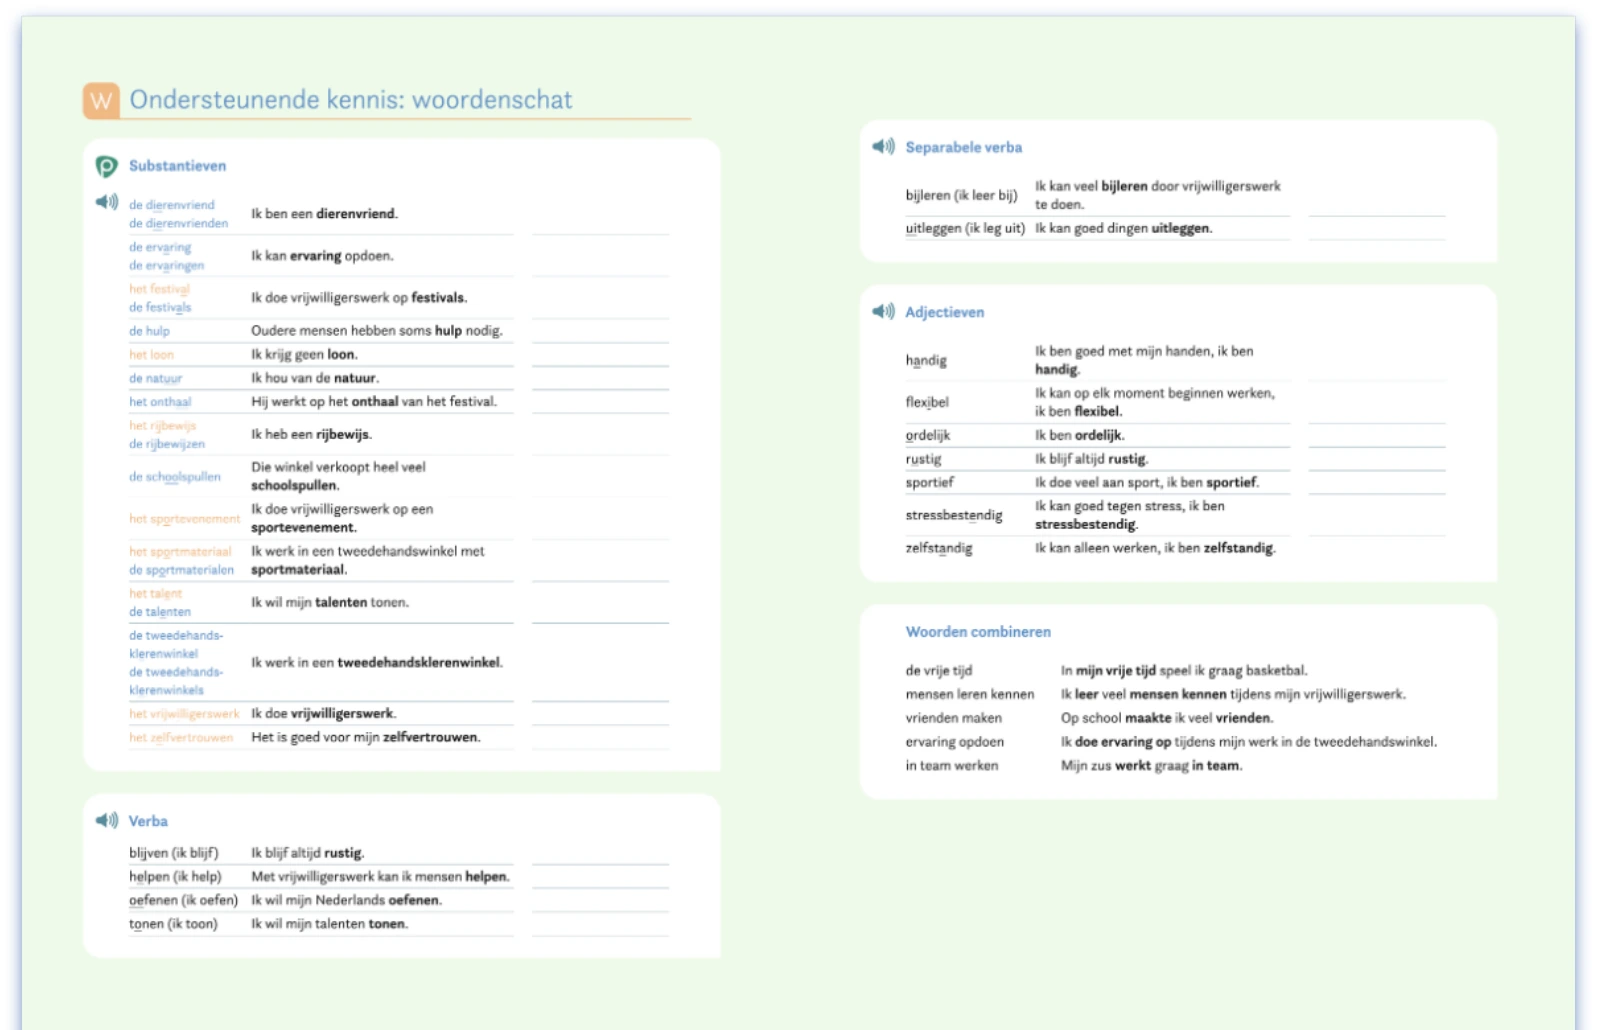 W Ondersteunende kennis: woordenschat
Substantieven
de dierenvriend
de dierenvrienden
Ik ben een dierenvriend.
de ervaring
de ervaringen
Ik kan ervaring opdoen.
het festival
de festivals
Ik doe vrijwilligerswerk op festivals.
de hulp
Oudere mensen hebben soms hulp nodig.
het loon
Ik krijg geen loon.
de natuur
Ik hou van de natuur.
het onthaal
Hij werkt op het onthaal van het festival.
het rijbewijs
de rijbewijzen
Ik heb een rijbewijs.
de schoolspullen
Die winkel verkoopt heel veel
schoolspullen.
het sportevenement
Ik doe vrijwilligerswerk op een
sportevenement.
het sportmateriaal
de sportmaterialen
Ik werk in een tweedehandswinkel met
sportmateriaal.
het talent
de talenten
Ik wil mijn talenten tonen.
de tweedehands-
klerenwinkel
de tweedehands-
klerenwinkels
Ik werk in een tweedehandsklerenwinkel.
het vrijwilligerswerk
Ik doe vrijwilligerswerk.
het zelfvertrouwen
Het is goed voor mijn zelfvertrouwen.
Verba
blijven (ik blijf)
Ik blijf altijd rustig.
helpen (ik help)
Met vrijwilligerswerk kan ik mensen helpen.
oefenen (ik oefen)
Ik wil mijn Nederlands oefenen.
tonen (ik toon)
Ik wil mijn talenten tonen.
Separabele verba
bijleren (ik leer bij)
Ik kan veel bijleren door vrijwilligerswerk
te doen.
uitleggen (ik leg uit)
Ik kan goed dingen uitleggen.
Adjectieven
handig
Ik ben goed met mijn handen, ik ben
handig.
flexibel
Ik kan op elk moment beginnen werken,
ik ben flexibel.
ordelijk
Ik ben ordelijk.
rustig
Ik blijf altijd rustig.
sportief
Ik doe veel aan sport, ik ben sportief.
stressbestendig
Ik kan goed tegen stress, ik ben
stressbestendig.
zelfstandig
Ik kan alleen werken, ik ben zelfstandig.
Woorden combineren
de vrije tijd
In mijn vrije tijd speel ik graag basketbal.
mensen leren kennen
Ik leer veel mensen kennen tijdens mijn vrijwilligerswerk.
vrienden maken
Op school maakte ik veel vrienden.
ervaring opdoen
Ik doe ervaring op tijdens mijn werk in de tweedehandswinkel.
in team werken
Mijn zus werkt graag in team.